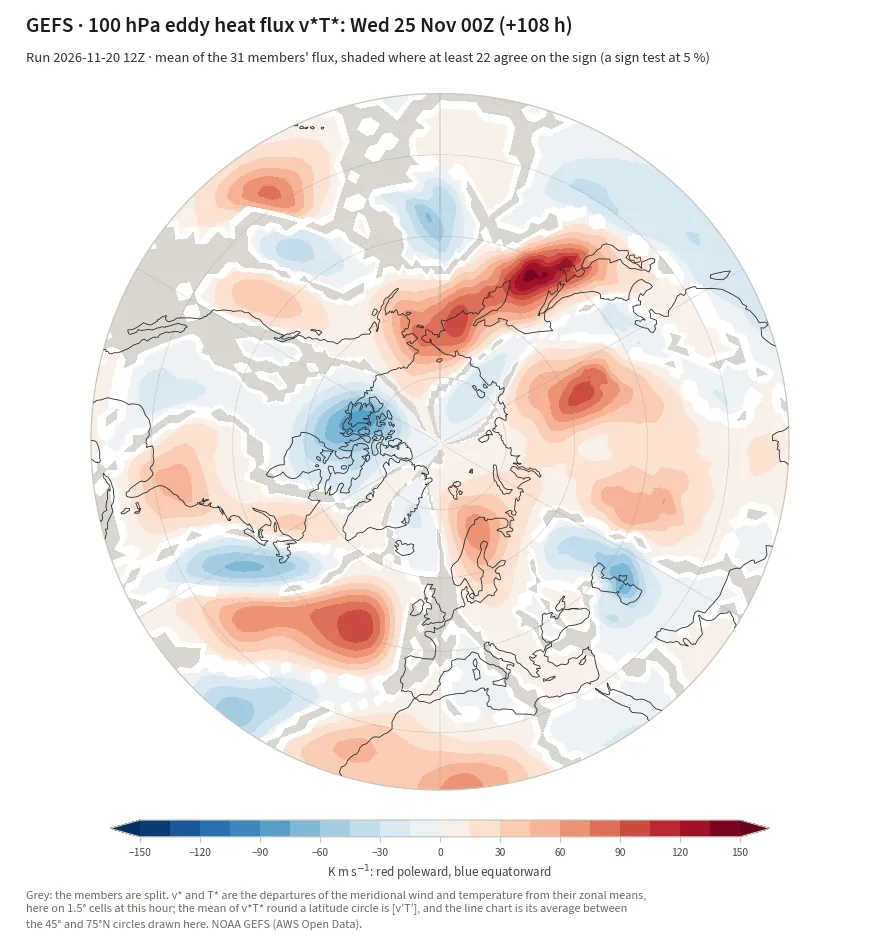 GEFS · 100 hPa eddy heat flux v*T*: Wed 25 Nov 00Z (+108 h)
Run 2026-11-20 12Z · mean of the 31 members' flux, shaded where at least 22 agree on the sign (a sign test at 5 %)
−150 −120 −90 −60 −30 0 30 60 90 120 150
K m s⁻¹: red poleward, blue equatorward
Grey: the members are split. v* and T* are the departures of the meridional wind and temperature from their zonal means,
here on 1.5° cells at this hour; the mean of v*T* round a latitude circle is [v'T'], and the line chart is its average between
the 45° and 75°N circles drawn here. NOAA GEFS (AWS Open Data).